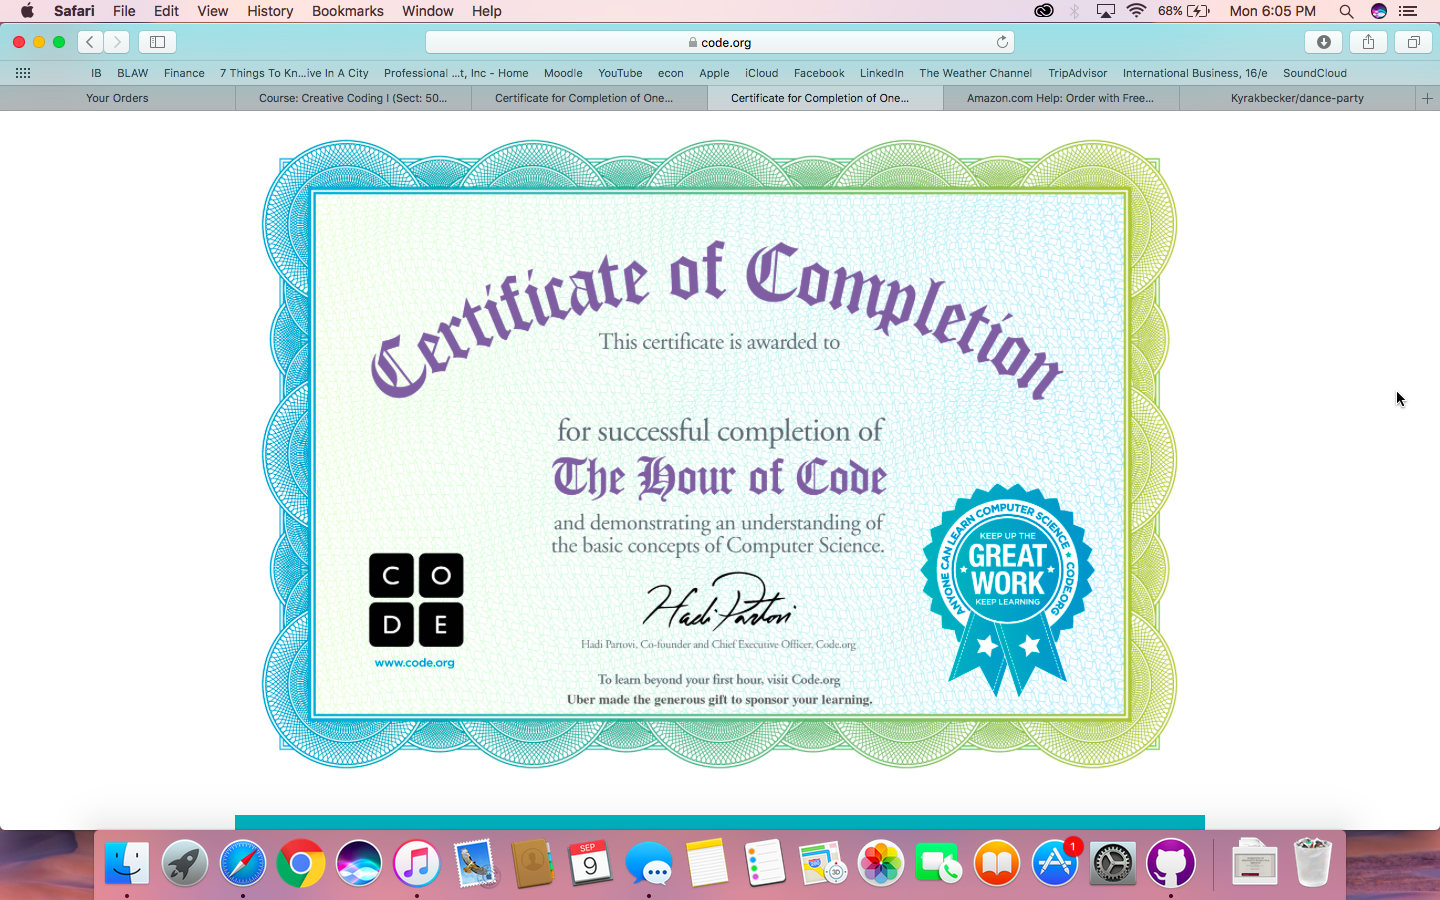 Safari File Edit View History Bookmarks Window Help 68% Mon 6:05 PM
code.org
IB BLAW Finance 7 Things To Kn...ive In A City Professional ...t, Inc - Home Moodle YouTube econ Apple iCloud Facebook LinkedIn The Weather Channel TripAdvisor International Business, 16/e SoundCloud
Your Orders Course: Creative Coding I (Sect: 50... Certificate for Completion of One... Certificate for Completion of One... Amazon.com Help: Order with Free... Kyrakbecker/dance-party
Certificate of Completion
This certificate is awarded to
for successful completion of
The Hour of Code
and demonstrating an understanding of
the basic concepts of Computer Science.
Hadi Partovi
Hadi Partovi, Co-founder and Chief Executive Officer, Code.org
To learn beyond your first hour, visit Code.org
Uber made the generous gift to sponsor your learning.
C O
D E
www.code.org
ANYONE CAN LEARN COMPUTER SCIENCE ★ CODE.ORG
KEEP UP THE
GREAT
WORK
KEEP LEARNING
SEP
9
1